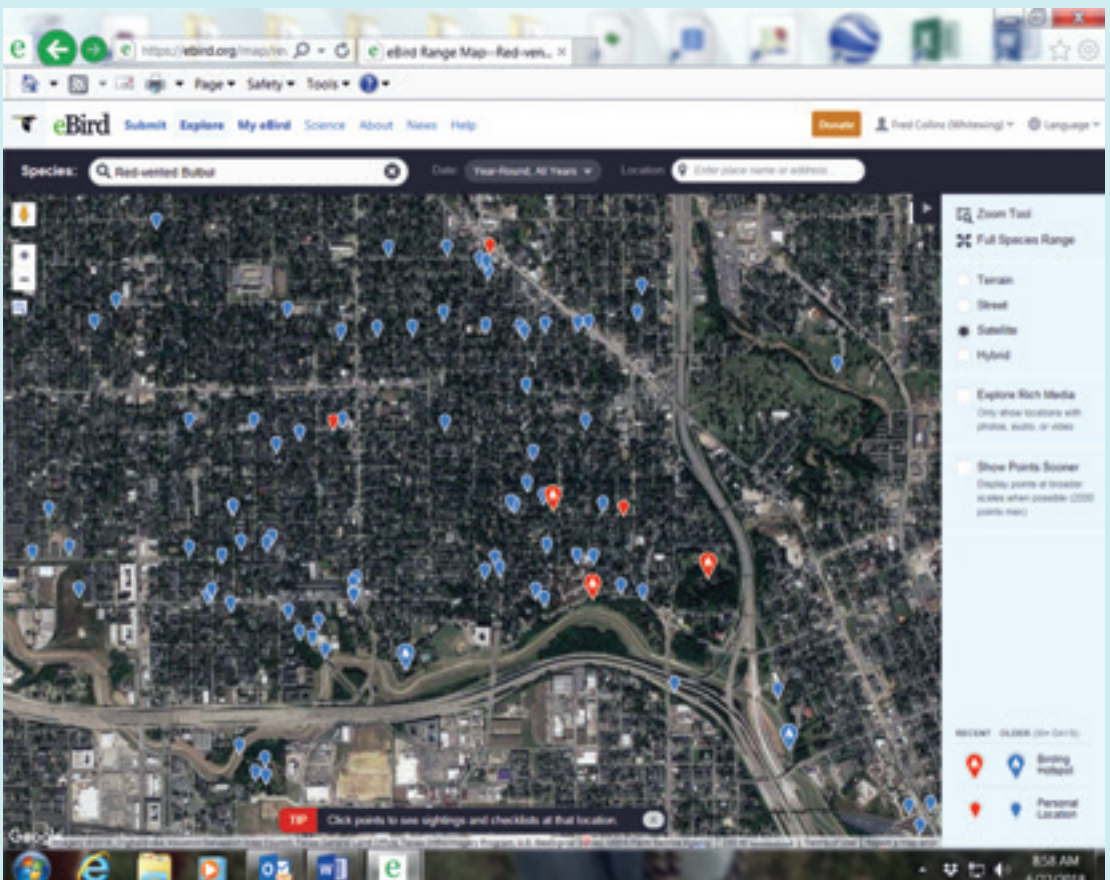 https://ebird.org/map/
eBird Range Map--Red-ven...
Page Safety Tools
eBird Submit Explore My eBird Science About News Help
Donate Fred Collins (Whitewing) Language
Species: Red-vented Bulbul Date: Year-Round, All Years Location: Enter place name or address
Zoom Tool
Full Species Range
Terrain
Street
Satellite
Hybrid
Explore Rich Media
Only show locations with
photos, audio, or video
Show Points Sooner
Display points at broader
scales when possible (2000
points max)
RECENT OLDER (30+ DAYS)
Birding
Hotspot
Personal
Location
TIP Click points to see sightings and checklists at that location.
Google
8:58 AM